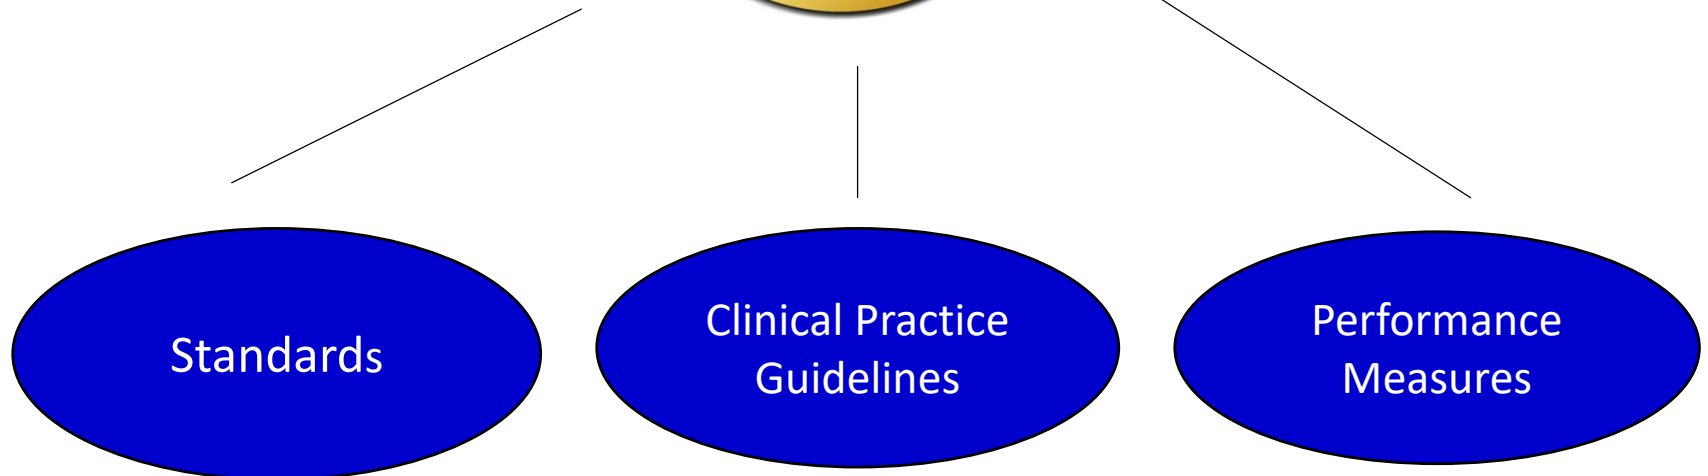 Standards
Clinical Practice
Guidelines
Performance
Measures